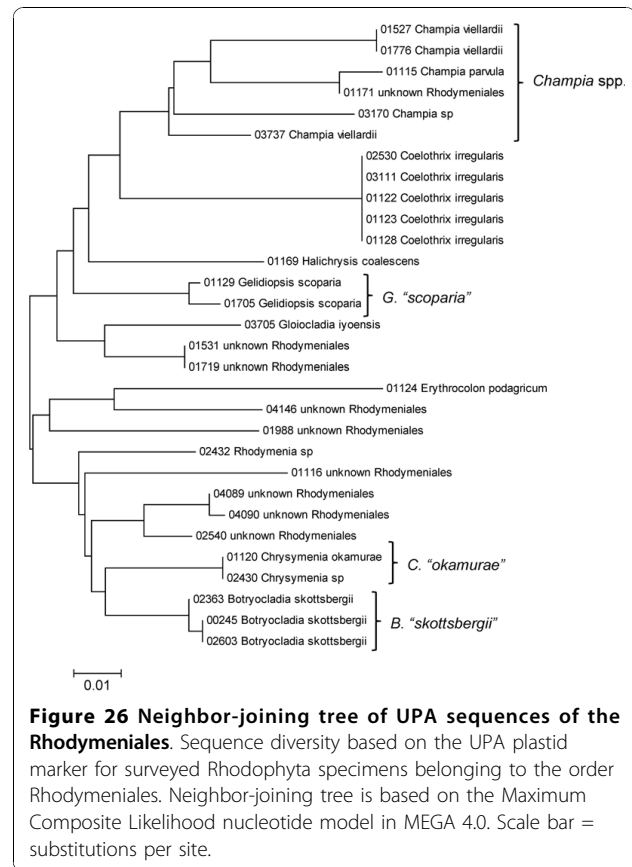 01527 Champia viellardii
01776 Champia viellardii
01115 Champia parvula
01171 unknown Rhodymeniales
Champia spp.
03170 Champia sp
03737 Champia viellardii
02530 Coelothrix irregularis
03111 Coelothrix irregularis
01122 Coelothrix irregularis
01123 Coelothrix irregularis
01128 Coelothrix irregularis
01169 Halichrysis coalescens
01129 Gelidiopsis scoparia
G. "scoparia"
01705 Gelidiopsis scoparia
03705 Gloiocladia iyoensis
01531 unknown Rhodymeniales
01719 unknown Rhodymeniales
01124 Erythrocolon podagricum
04146 unknown Rhodymeniales
01988 unknown Rhodymeniales
02432 Rhodymenia sp
01116 unknown Rhodymeniales
04089 unknown Rhodymeniales
04090 unknown Rhodymeniales
02540 unknown Rhodymeniales
01120 Chrysymenia okamurae
C. "okamurae"
02430 Chrysymenia sp
02363 Botryocladia skottsbergii
00245 Botryocladia skottsbergii
B. "skottsbergii"
02603 Botryocladia skottsbergii
0.01
Figure 26 Neighbor-joining tree of UPA sequences of the
Rhodymeniales. Sequence diversity based on the UPA plastid
marker for surveyed Rhodophyta specimens belonging to the order
Rhodymeniales. Neighbor-joining tree is based on the Maximum
Composite Likelihood nucleotide model in MEGA 4.0. Scale bar =
substitutions per site.